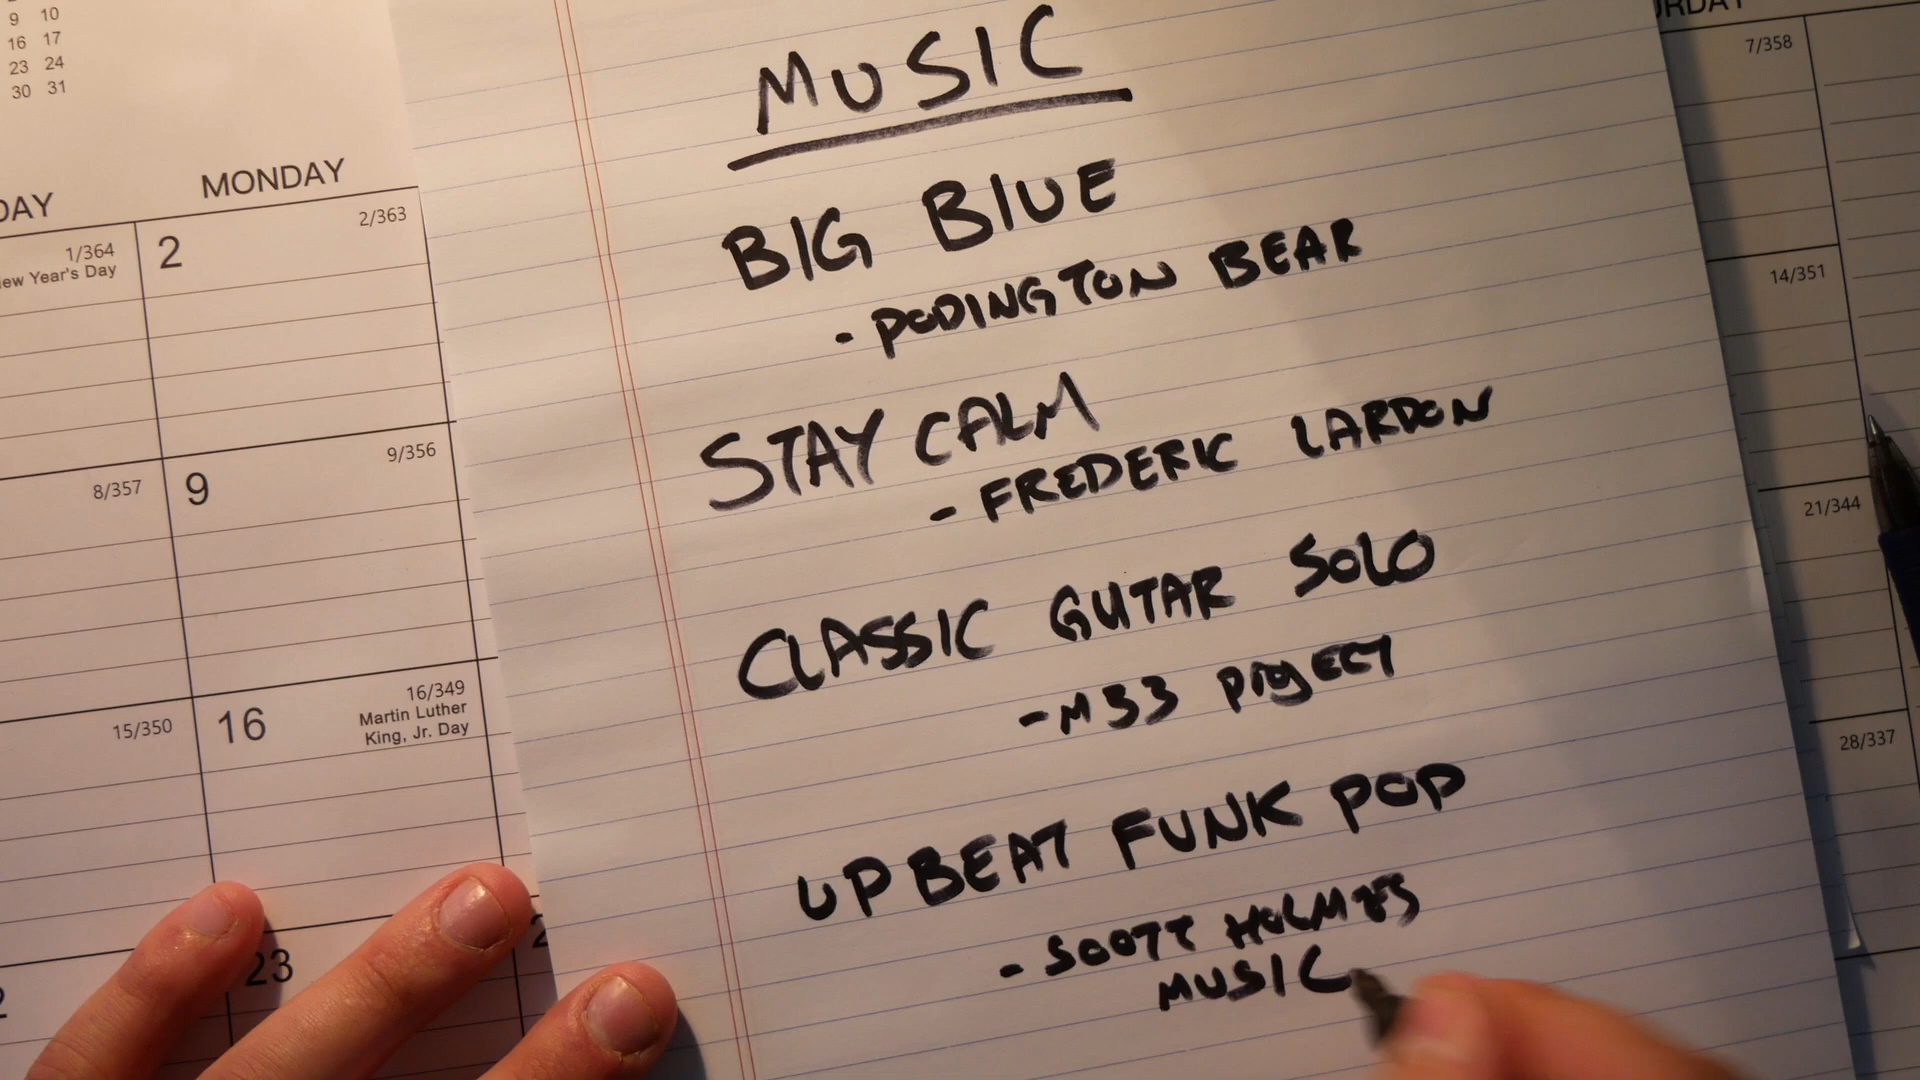 MUSIC
BIG BLUE
- PODINGTON BEAR
STAY CALM
- FREDERIC LARDON
CLASSIC GUTAR SOLO
- M33 PROJECT
UPBEAT FUNK POP
- SCOTT HOLMES
MUSIC
9 10
16 17
23 24
30 31
DAY MONDAY
1/364
New Year's Day
2 2/363
8/357
9 9/356
15/350
16 16/349
Martin Luther
King, Jr. Day
23
7/358
14/351
21/344
28/337